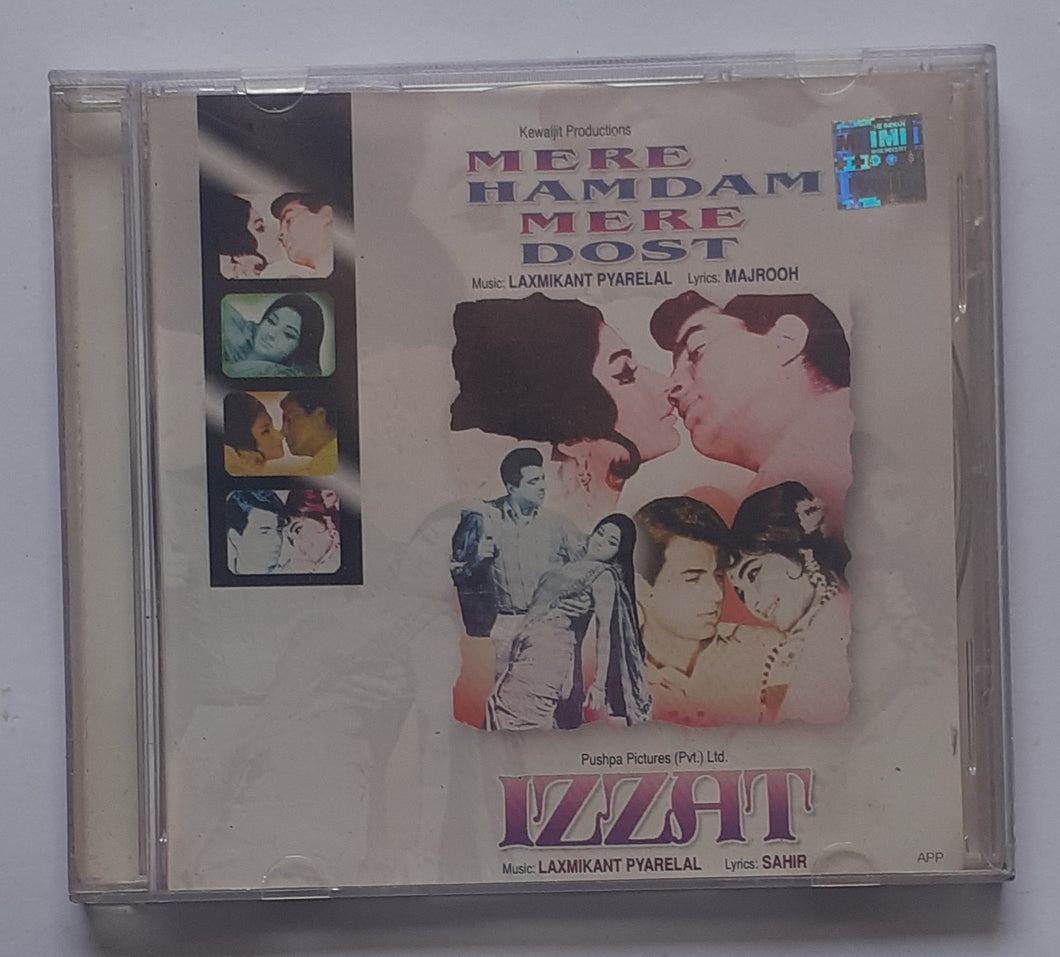 Kewaljit Productions
MERE
HAMDAM
MERE
DOST
Music: LAXMIKANT PYARELAL Lyrics: MAJROOH
IMI
Pushpa Pictures (Pvt.) Ltd.
IZZAT
Music: LAXMIKANT PYARELAL Lyrics: SAHIR
APP